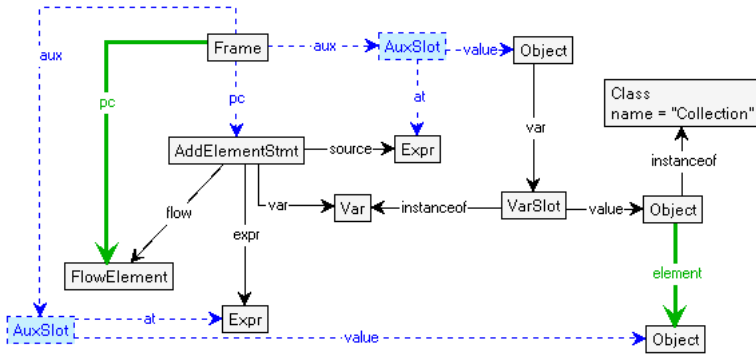 Frame
aux
AuxSlot
value
Object
aux
Class
name = "Collection"
pc
pc
at
var
AddElementStmt
source
Expr
instanceof
flow
var
Var
instanceof
VarSlot
value
Object
expr
FlowElement
element
AuxSlot
at
Expr
value
Object